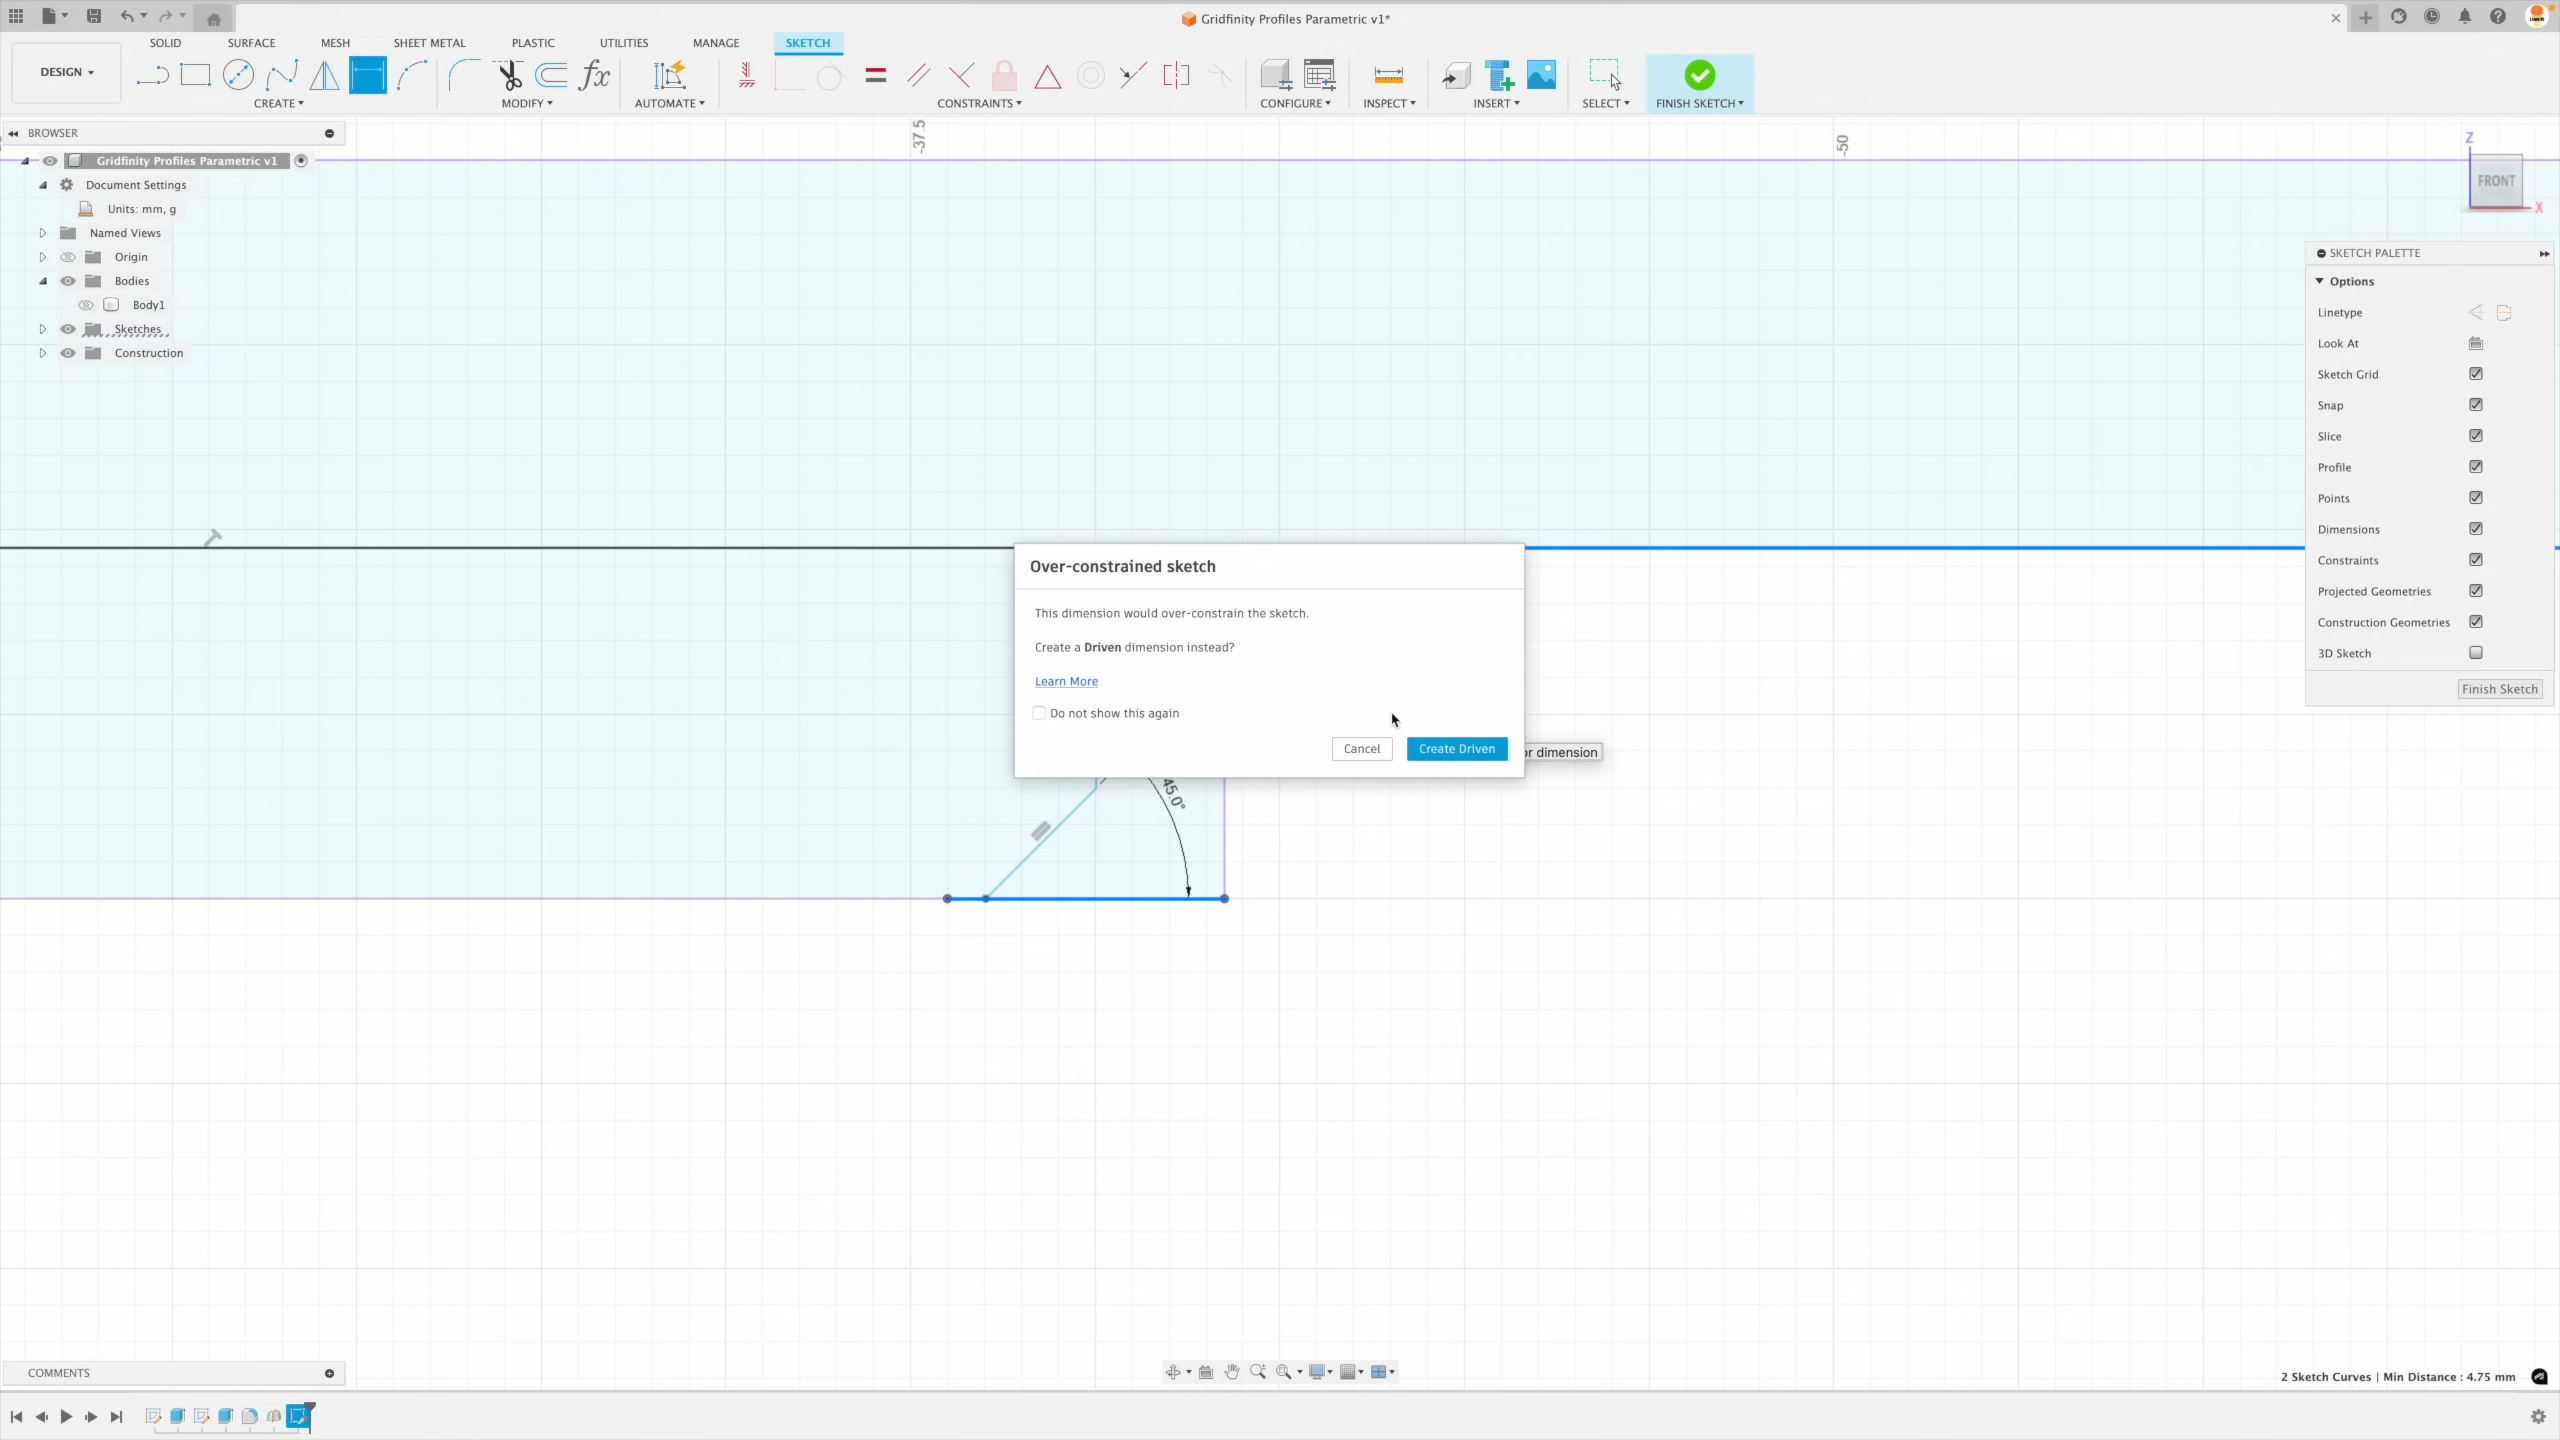 Gridfinity Profiles Parametric v1*
SOLID
SURFACE
MESH
SHEET METAL
PLASTIC
UTILITIES
MANAGE
SKETCH
DESIGN
fx
CREATE
MODIFY
AUTOMATE
CONSTRAINTS
CONFIGURE
INSPECT
INSERT
SELECT
FINISH SKETCH
BROWSER
Gridfinity Profiles Parametric v1
Document Settings
Units: mm, g
Named Views
Origin
Bodies
Body1
Sketches
Construction
-37.5
-50
Z
FRONT
X
SKETCH PALETTE
Options
Linetype
Look At
Sketch Grid
Snap
Slice
Profile
Points
Dimensions
Constraints
Projected Geometries
Construction Geometries
3D Sketch
Finish Sketch
Over-constrained sketch
This dimension would over-constrain the sketch.
Create a Driven dimension instead?
Learn More
Do not show this again
Cancel
Create Driven
or dimension
45.0°
COMMENTS
2 Sketch Curves | Min Distance : 4.75 mm